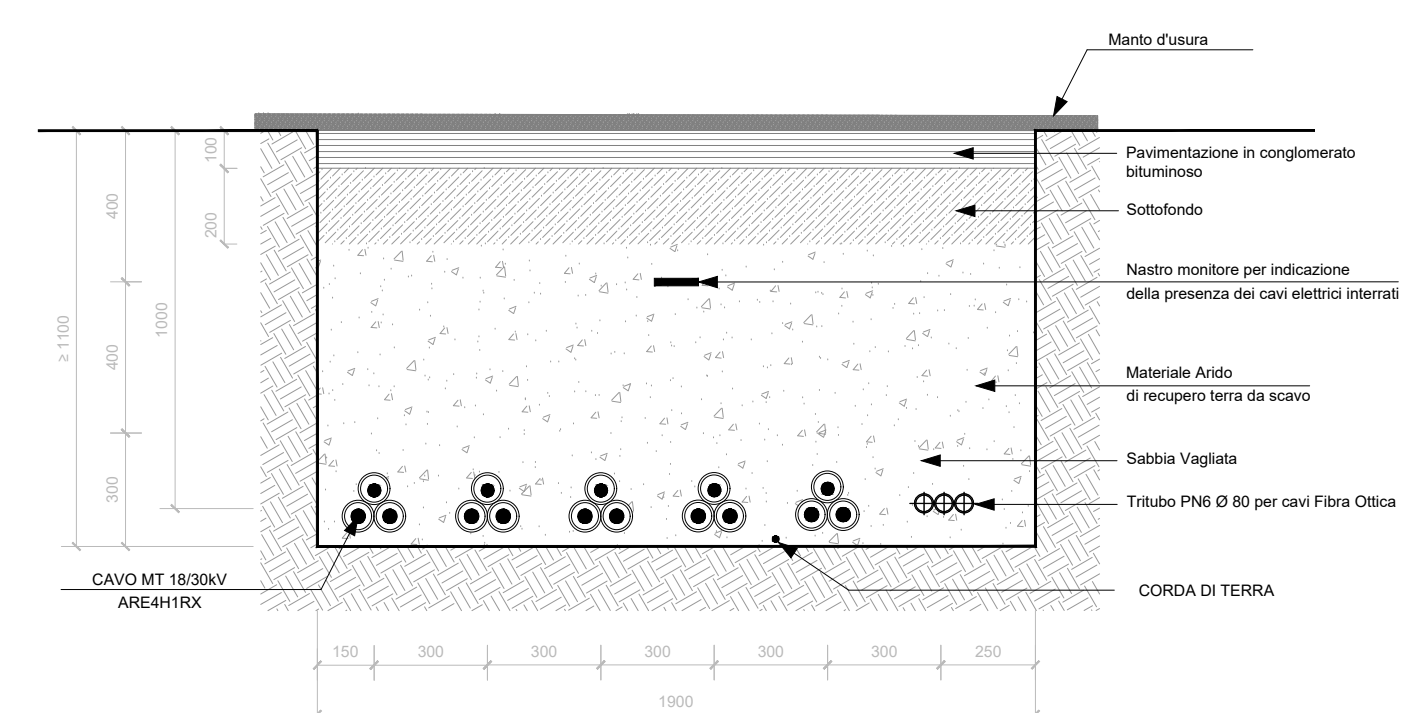 Manto d'usura
Pavimentazione in conglomerato
bituminoso
Sottofondo
Nastro monitore per indicazione
della presenza dei cavi elettrici interrati
Materiale Arido
di recupero terra da scavo
Sabbia Vagliata
Tritubo PN6 Ø 80 per cavi Fibra Ottica
CORDA DI TERRA
CAVO MT 18/30kV
ARE4H1RX
≥ 1100
400
400
300
1000
100
200
150 300 300 300 300 300 250
1900